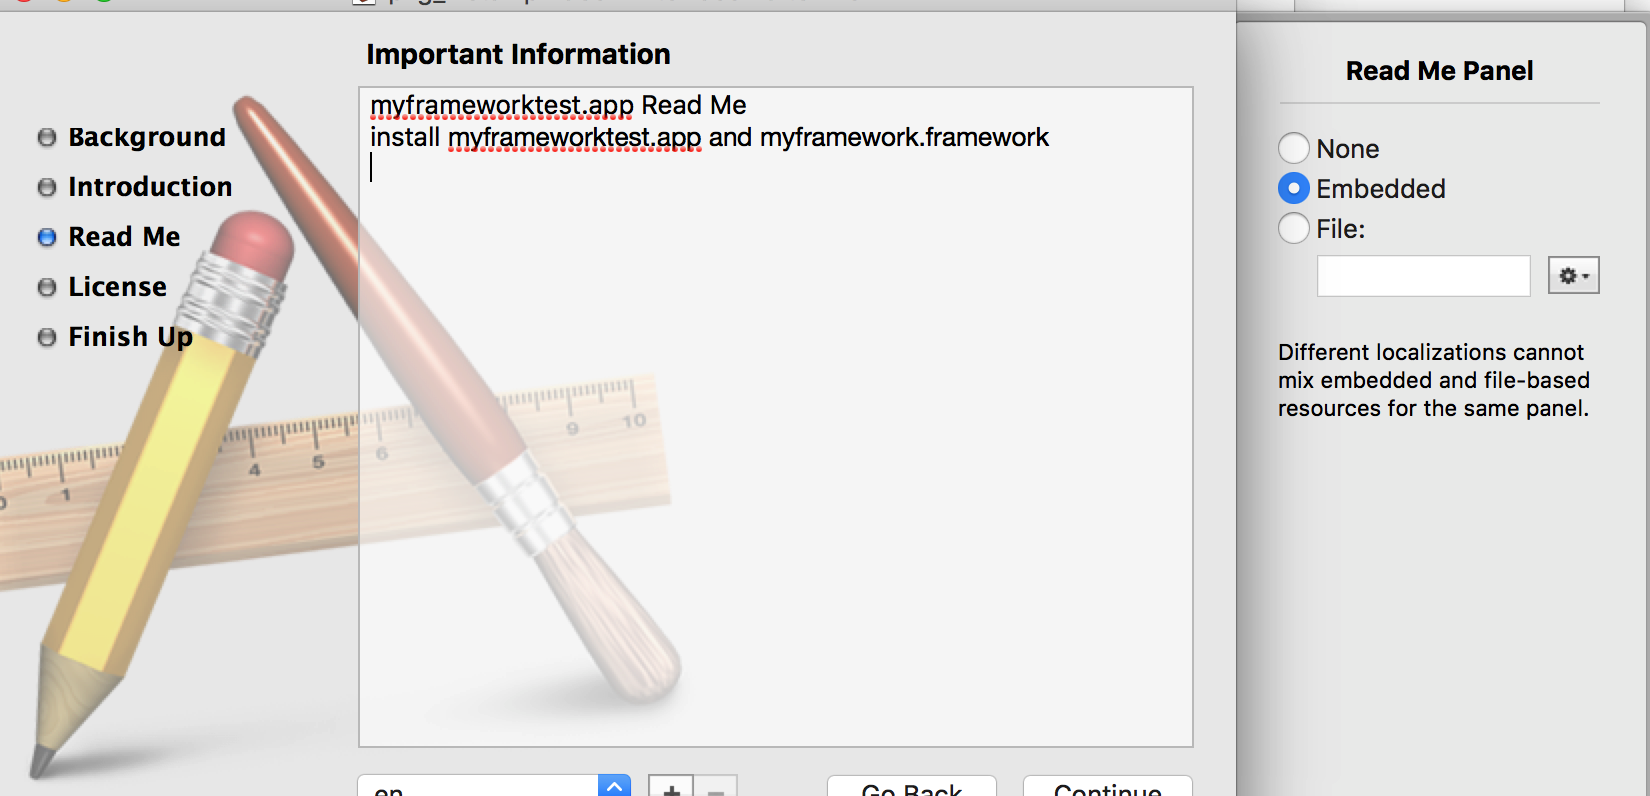 Important Information
myframeworktest.app Read Me
install myframeworktest.app and myframework.framework
Background
Introduction
Read Me
License
Finish Up
0 1 4 5 6 9 10
en
+ −
Go Back
Continue
Read Me Panel
None
Embedded
File:
Different localizations cannot
mix embedded and file-based
resources for the same panel.